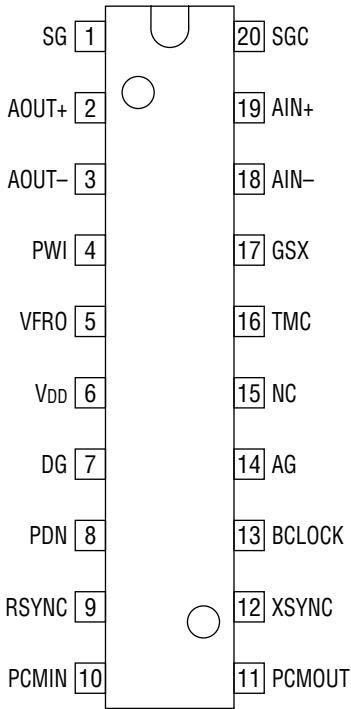 SG 1 20 SGC
AOUT+ 2 19 AIN+
AOUT– 3 18 AIN–
PWI 4 17 GSX
VFRO 5 16 TMC
VDD 6 15 NC
DG 7 14 AG
PDN 8 13 BCLOCK
RSYNC 9 12 XSYNC
PCMIN 10 11 PCMOUT